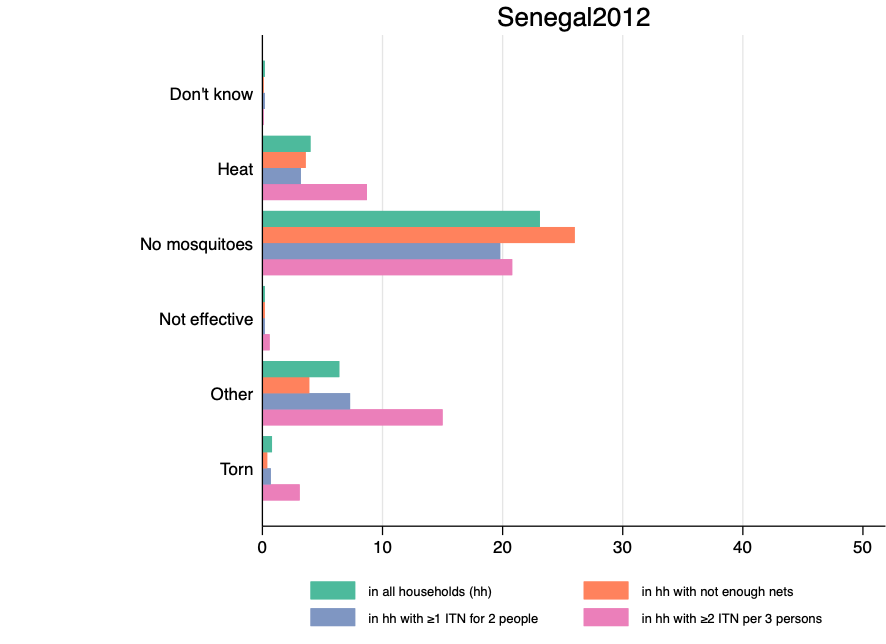 Senegal2012
Don't know
Heat
No mosquitoes
Not effective
Other
Torn
0 10 20 30 40 50
in all households (hh) in hh with not enough nets
in hh with ≥1 ITN for 2 people in hh with ≥2 ITN per 3 persons